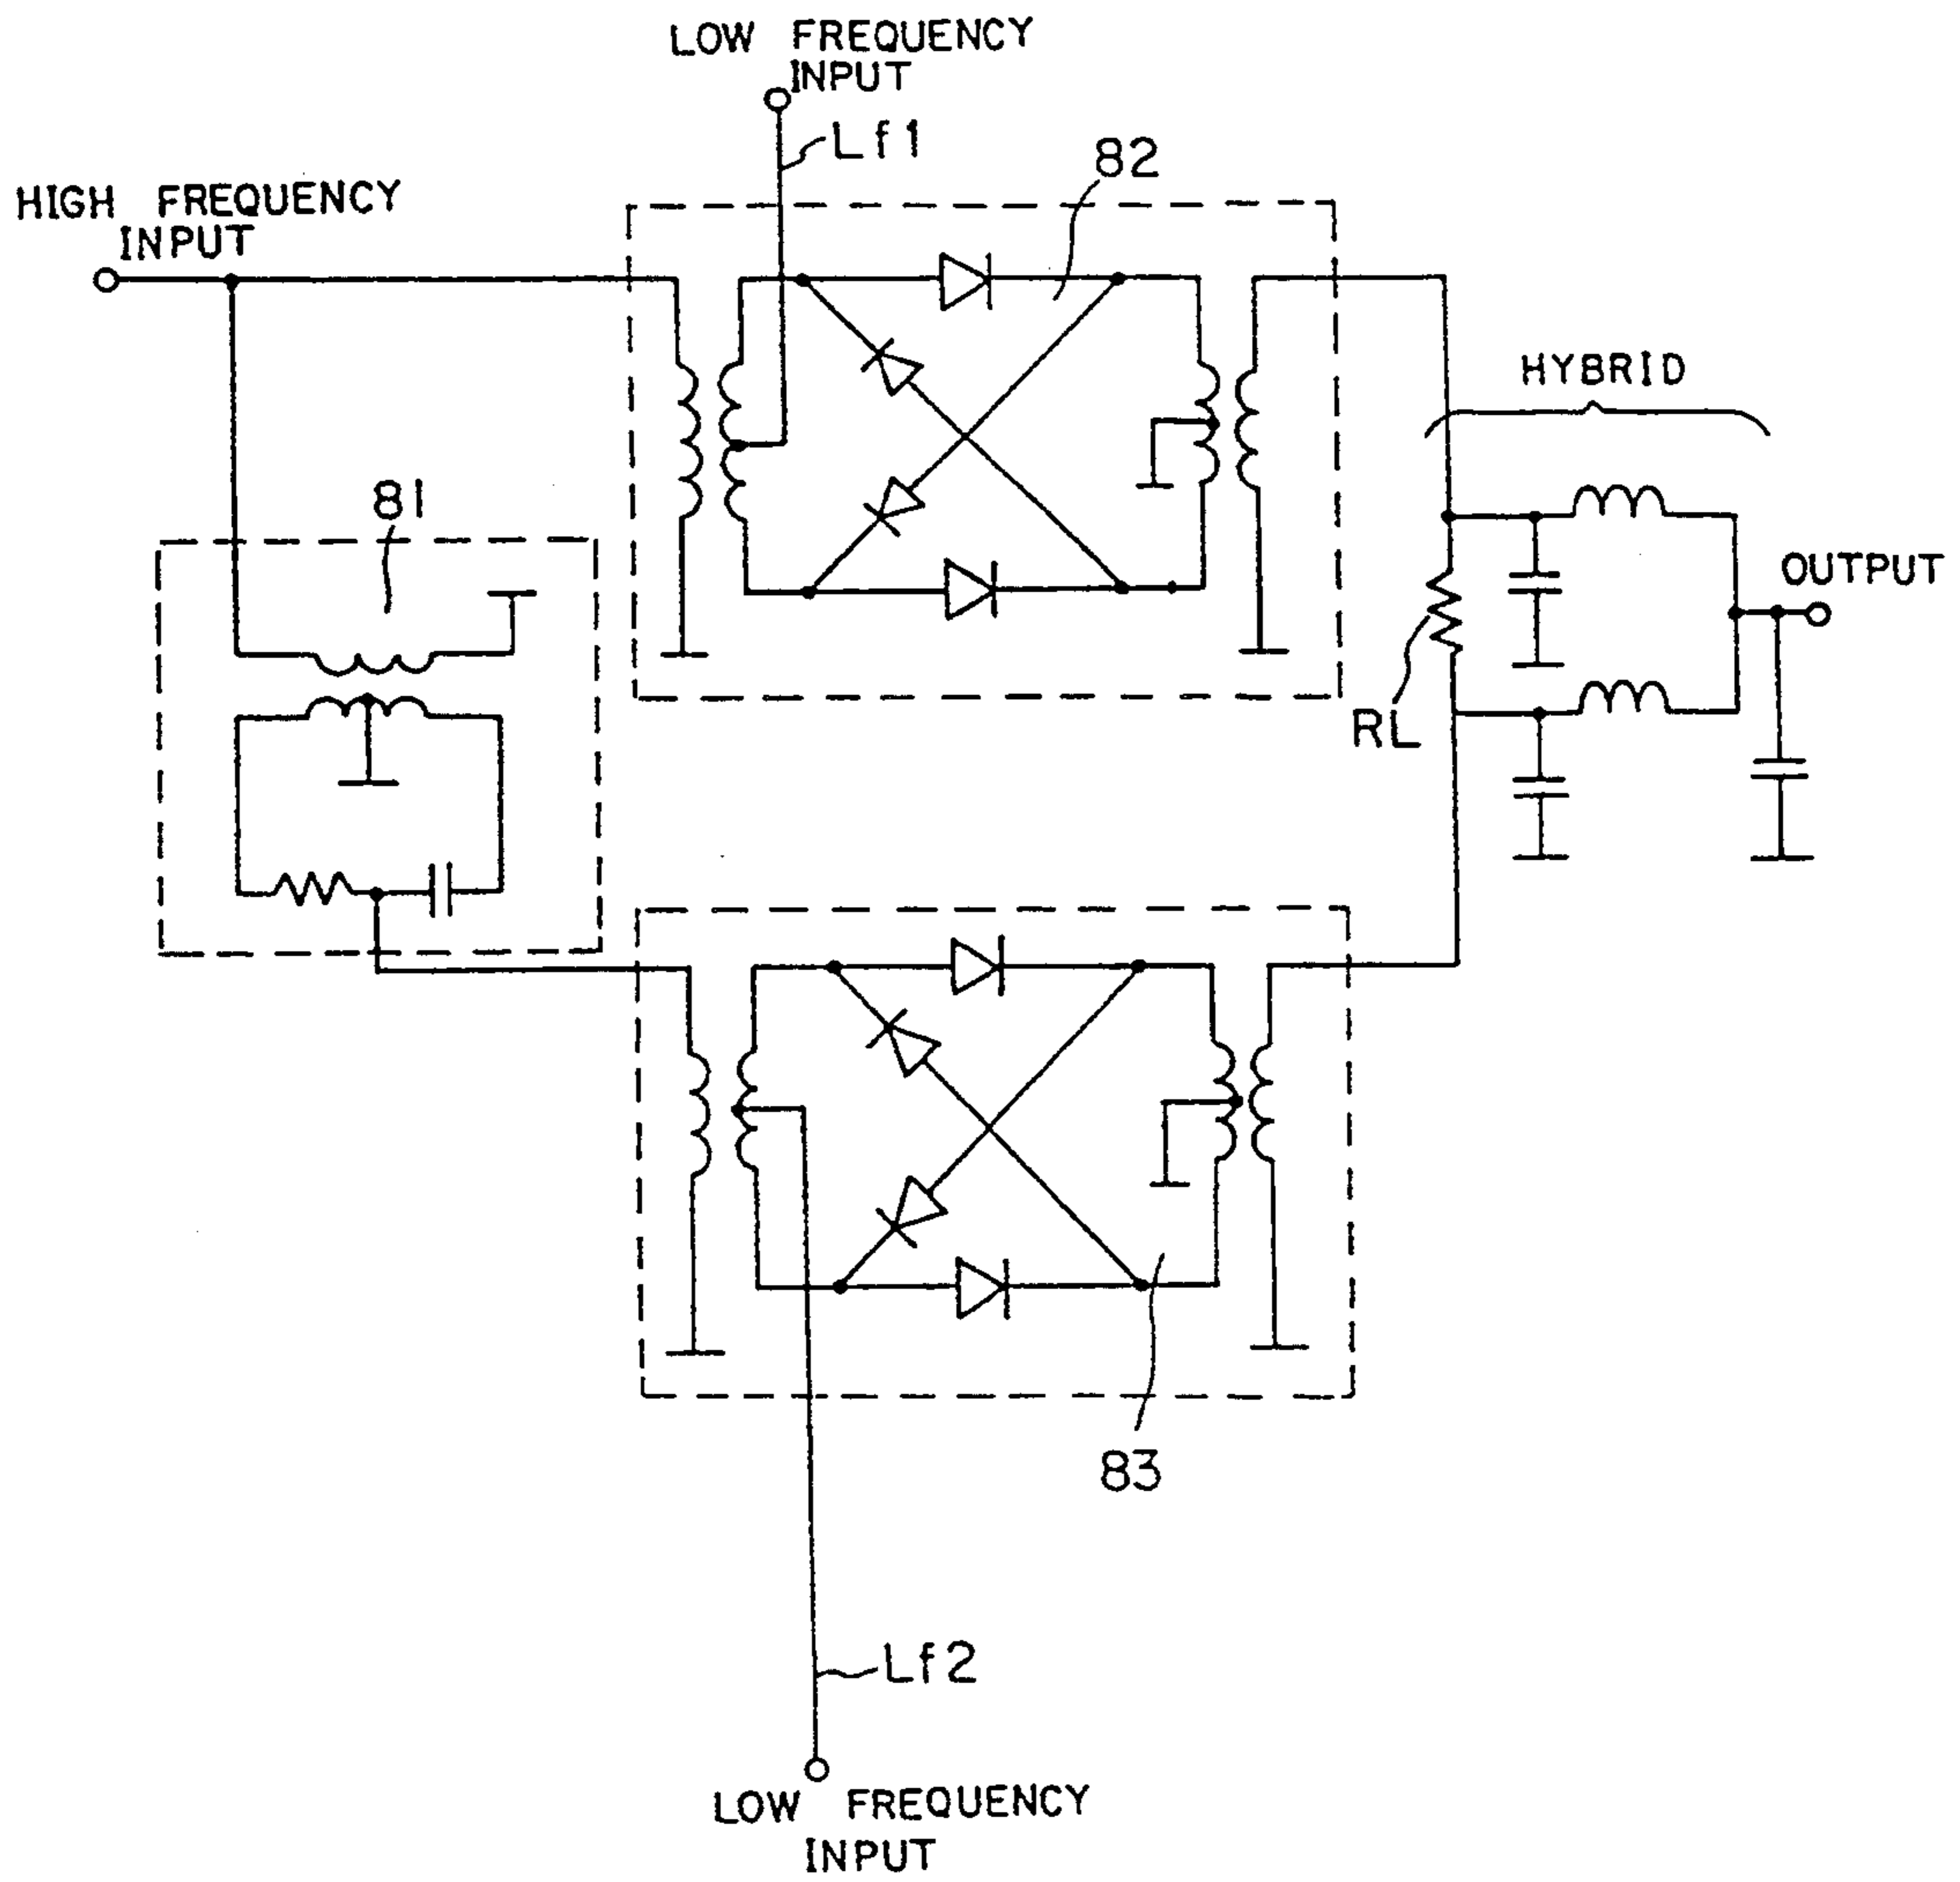 LOW FREQUENCY
INPUT
Lf1
82
HIGH FREQUENCY
INPUT
HYBRID
81
OUTPUT
RL
83
Lf2
LOW FREQUENCY
INPUT